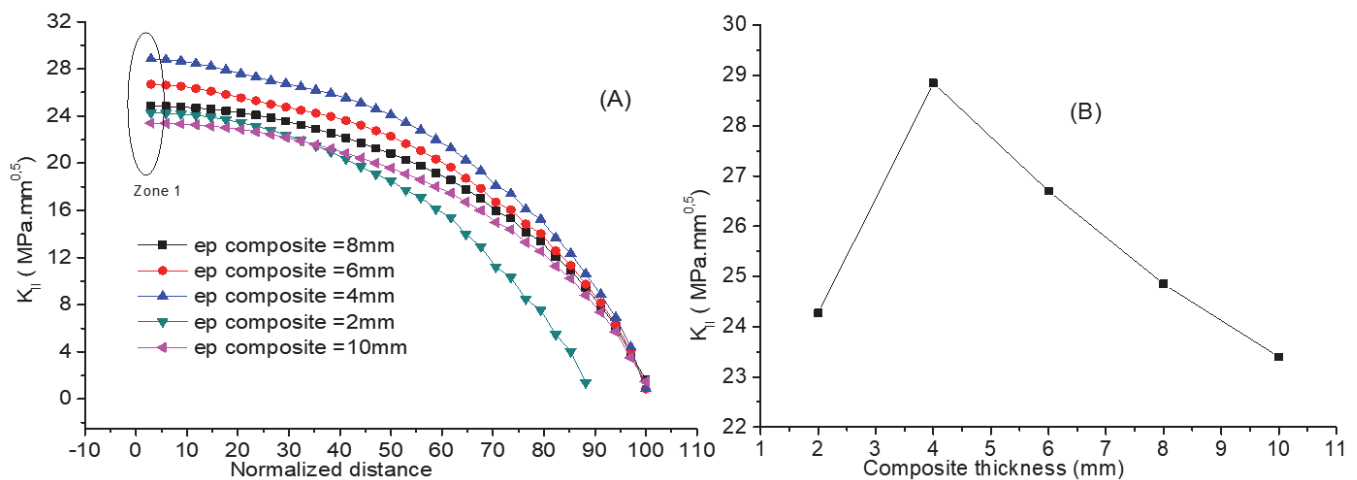 28
24
20
16
12
8
4
0
K_II ( MPa.mm^0,5)
-10 0 10 20 30 40 50 60 70 80 90 100 110
Normalized distance
Zone 1
(A)
ep composite =8mm
ep composite =6mm
ep composite =4mm
ep composite =2mm
ep composite =10mm
30
29
28
27
26
25
24
23
22
K_II ( MPa.mm^0,5)
1 2 3 4 5 6 7 8 9 10 11
Composite thickness (mm)
(B)